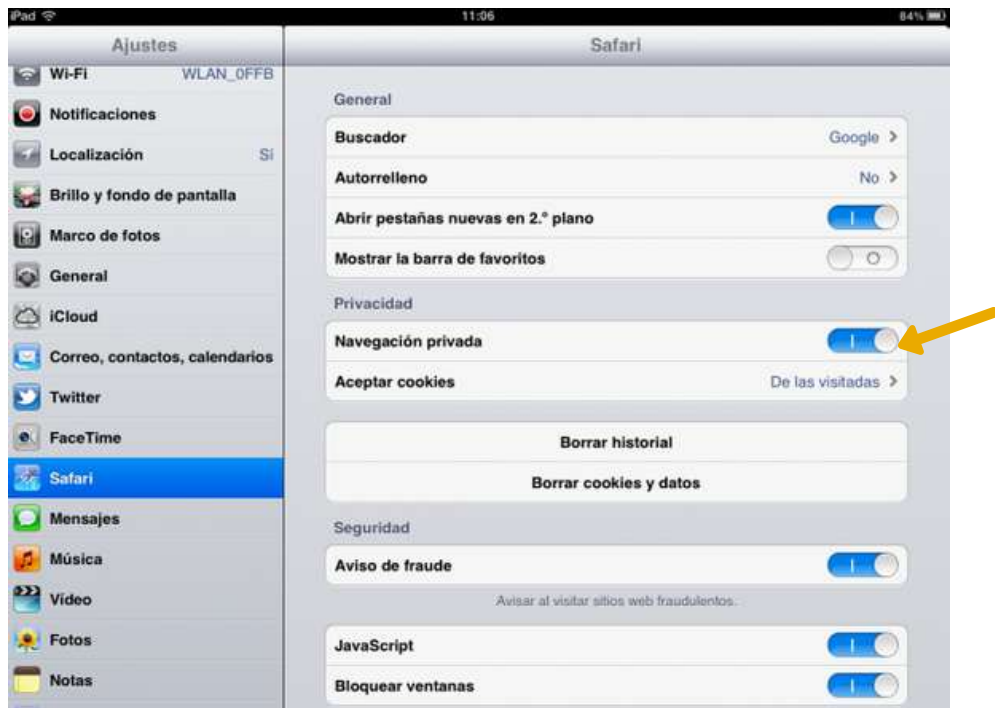 iPad 11:06 84%
Ajustes
Wi-Fi WLAN_0FFB
Notificaciones
Localización Sí
Brillo y fondo de pantalla
Marco de fotos
General
iCloud
Correo, contactos, calendarios
Twitter
FaceTime
Safari
Mensajes
Música
Vídeo
Fotos
Notas
Safari
General
Buscador Google >
Autorrelleno No >
Abrir pestañas nuevas en 2.º plano
Mostrar la barra de favoritos
Privacidad
Navegación privada
Aceptar cookies De las visitadas >
Borrar historial
Borrar cookies y datos
Seguridad
Aviso de fraude
Avisar al visitar sitios web fraudulentos.
JavaScript
Bloquear ventanas